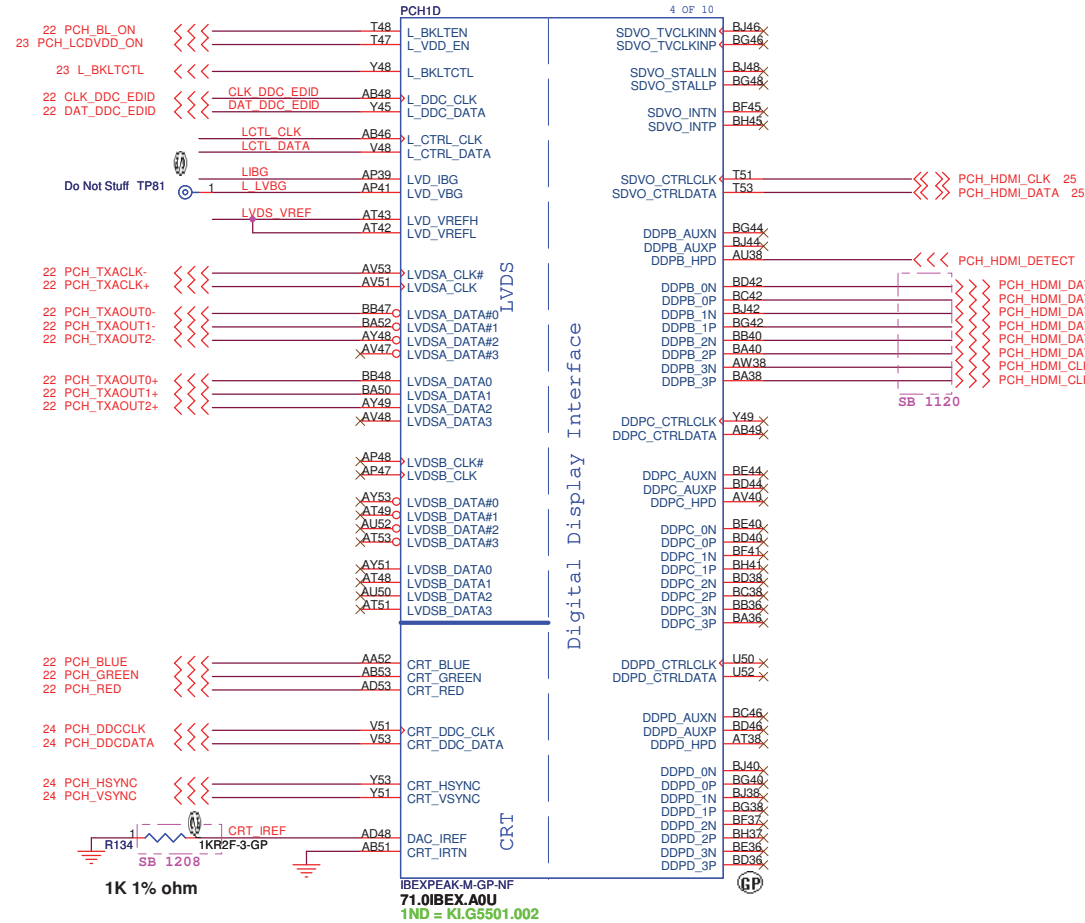 PCH1D
4 OF 10
22 PCH_BL_ON T48 L_BKLTEN
23 PCH_LCDVDD_ON T47 L_VDD_EN
23 L_BKLTCTL Y48 L_BKLTCTL
22 CLK_DDC_EDID CLK_DDC_EDID AB48 L_DDC_CLK
22 DAT_DDC_EDID DAT_DDC_EDID Y45 L_DDC_DATA
LCTL_CLK AB46 L_CTRL_CLK
LCTL_DATA V48 L_CTRL_DATA
LIBG AP39 LVD_IBG
Do Not Stuff TP81 1 L_LVBG AP41 LVD_VBG
LVDS_VREF AT43 LVD_VREFH
AT42 LVD_VREFL
22 PCH_TXACLK- AV53 LVDSA_CLK#
22 PCH_TXACLK+ AV51 LVDSA_CLK
22 PCH_TXAOUT0- BB47 LVDSA_DATA#0
22 PCH_TXAOUT1- BA52 LVDSA_DATA#1
22 PCH_TXAOUT2- AY48 LVDSA_DATA#2
AV47 LVDSA_DATA#3
22 PCH_TXAOUT0+ BB48 LVDSA_DATA0
22 PCH_TXAOUT1+ BA50 LVDSA_DATA1
22 PCH_TXAOUT2+ AY49 LVDSA_DATA2
AV48 LVDSA_DATA3
AP48 LVDSB_CLK#
AP47 LVDSB_CLK
AY53 LVDSB_DATA#0
AT49 LVDSB_DATA#1
AU52 LVDSB_DATA#2
AT53 LVDSB_DATA#3
AY51 LVDSB_DATA0
AT48 LVDSB_DATA1
AU50 LVDSB_DATA2
AT51 LVDSB_DATA3
22 PCH_BLUE AA52 CRT_BLUE
22 PCH_GREEN AB53 CRT_GREEN
22 PCH_RED AD53 CRT_RED
24 PCH_DDCCLK V51 CRT_DDC_CLK
24 PCH_DDCDATA V53 CRT_DDC_DATA
24 PCH_HSYNC Y53 CRT_HSYNC
24 PCH_VSYNC Y51 CRT_VSYNC
CRT_IREF AD48 DAC_IREF
R134 1 1KR2F-3-GP AB51 CRT_IRTN
SB 1208
1K 1% ohm
LVDS
CRT
Digital Display Interface
SDVO_TVCLKINN BJ46
SDVO_TVCLKINP BG46
SDVO_STALLN BJ48
SDVO_STALLP BG48
SDVO_INTN BF45
SDVO_INTP BH45
SDVO_CTRLCLK T51 PCH_HDMI_CLK 25
SDVO_CTRLDATA T53 PCH_HDMI_DATA 25
DDPB_AUXN BG44
DDPB_AUXP BJ44
DDPB_HPD AU38 PCH_HDMI_DETECT
DDPB_0N BD42 PCH_HDMI_DA
DDPB_0P BC42 PCH_HDMI_DA
DDPB_1N BJ42 PCH_HDMI_DA
DDPB_1P BG42 PCH_HDMI_DA
DDPB_2N BB40 PCH_HDMI_DA
DDPB_2P BA40 PCH_HDMI_DA
DDPB_3N AW38 PCH_HDMI_CLI
DDPB_3P BA38 PCH_HDMI_CLI
SB 1120
DDPC_CTRLCLK Y49
DDPC_CTRLDATA AB49
DDPC_AUXN BE44
DDPC_AUXP BD44
DDPC_HPD AV40
DDPC_0N BE40
DDPC_0P BD40
DDPC_1N BF41
DDPC_1P BH41
DDPC_2N BD38
DDPC_2P BC38
DDPC_3N BB36
DDPC_3P BA36
DDPD_CTRLCLK U50
DDPD_CTRLDATA U52
DDPD_AUXN BC46
DDPD_AUXP BD46
DDPD_HPD AT38
DDPD_0N BJ40
DDPD_0P BG40
DDPD_1N BJ38
DDPD_1P BG38
DDPD_2N BF37
DDPD_2P BH37
DDPD_3N BE36
DDPD_3P BD36
IBEXPEAK-M-GP-NF
GP
71.0IBEX.A0U
1ND = KI.G5501.002